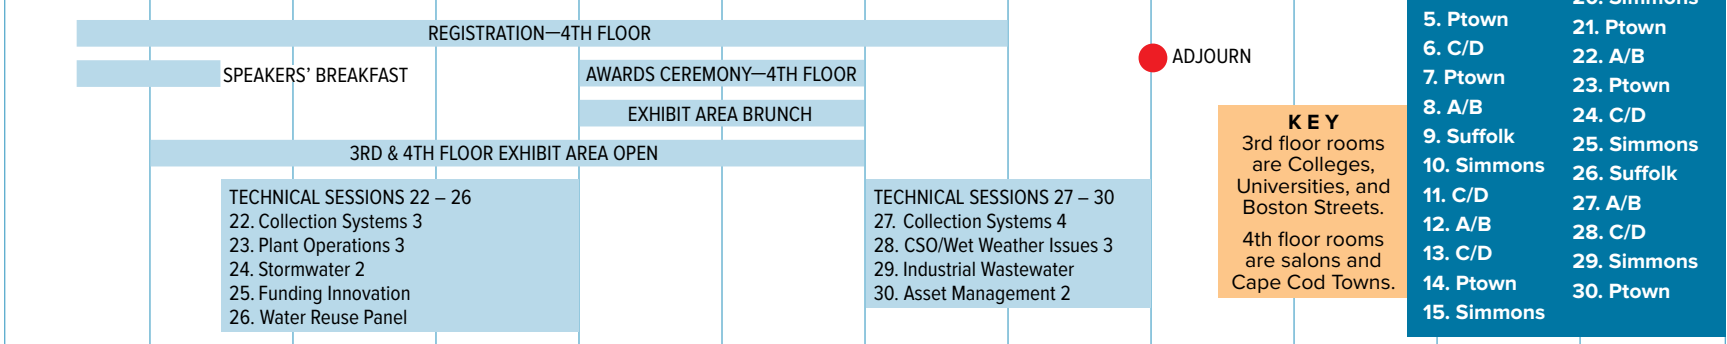 REGISTRATION—4TH FLOOR
SPEAKERS’ BREAKFAST
AWARDS CEREMONY—4TH FLOOR
ADJOURN
EXHIBIT AREA BRUNCH
3RD & 4TH FLOOR EXHIBIT AREA OPEN
TECHNICAL SESSIONS 22 – 26
22. Collection Systems 3
23. Plant Operations 3
24. Stormwater 2
25. Funding Innovation
26. Water Reuse Panel
TECHNICAL SESSIONS 27 – 30
27. Collection Systems 4
28. CSO/Wet Weather Issues 3
29. Industrial Wastewater
30. Asset Management 2
KEY
3rd floor rooms
are Colleges,
Universities, and
Boston Streets.
4th floor rooms
are salons and
Cape Cod Towns.
5. Ptown
6. C/D
7. Ptown
8. A/B
9. Suffolk
10. Simmons
11. C/D
12. A/B
13. C/D
14. Ptown
15. Simmons
20. Simmons
21. Ptown
22. A/B
23. Ptown
24. C/D
25. Simmons
26. Suffolk
27. A/B
28. C/D
29. Simmons
30. Ptown